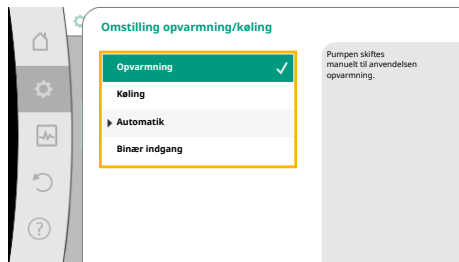 Omstilling opvarmning/køling
Opvarmning
Køling
Automatik
Binær indgang
Pumpen skiftes
manuelt til anvendelsen
opvarmning.